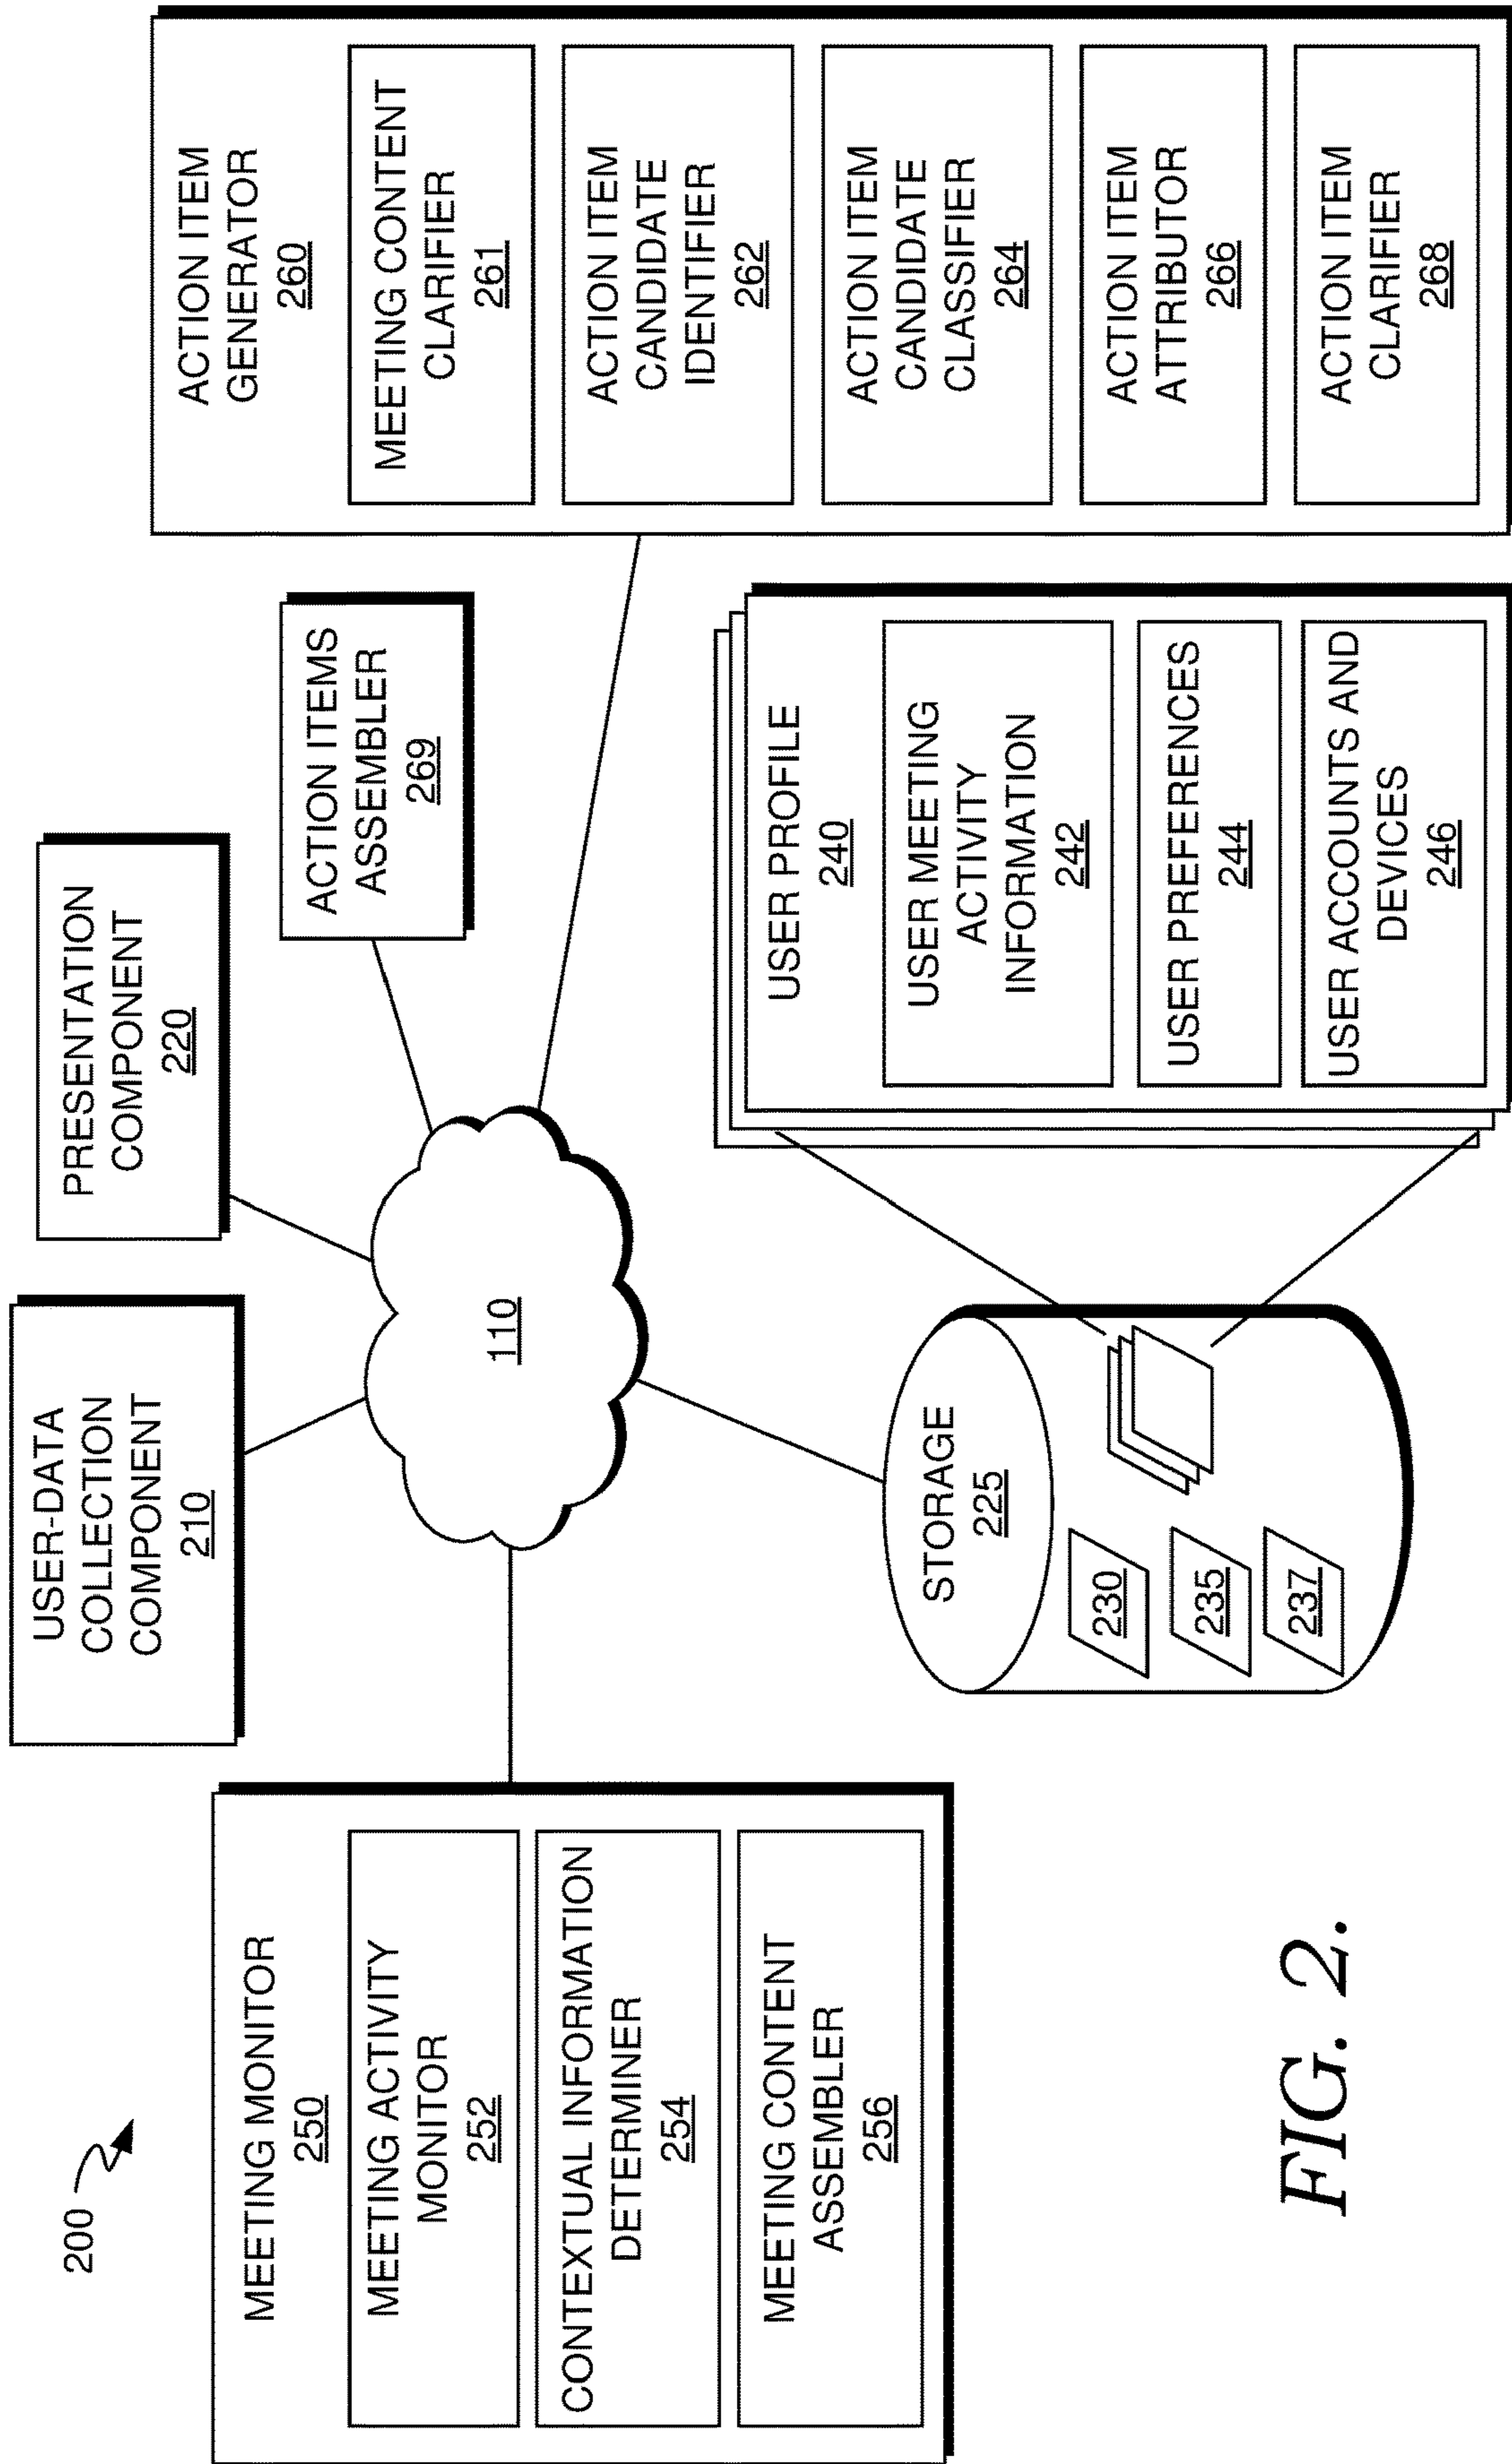 200
MEETING MONITOR
250
MEETING ACTIVITY
MONITOR
252
CONTEXTUAL INFORMATION
DETERMINER
254
MEETING CONTENT
ASSEMBLER
256
USER-DATA
COLLECTION
COMPONENT
210
PRESENTATION
COMPONENT
220
110
ACTION ITEMS
ASSEMBLER
269
STORAGE
225
230
235
237
USER PROFILE
240
USER MEETING
ACTIVITY
INFORMATION
242
USER PREFERENCES
244
USER ACCOUNTS AND
DEVICES
246
ACTION ITEM
GENERATOR
260
MEETING CONTENT
CLARIFIER
261
ACTION ITEM
CANDIDATE
IDENTIFIER
262
ACTION ITEM
CANDIDATE
CLASSIFIER
264
ACTION ITEM
ATTRIBUTOR
266
ACTION ITEM
CLARIFIER
268
FIG. 2.